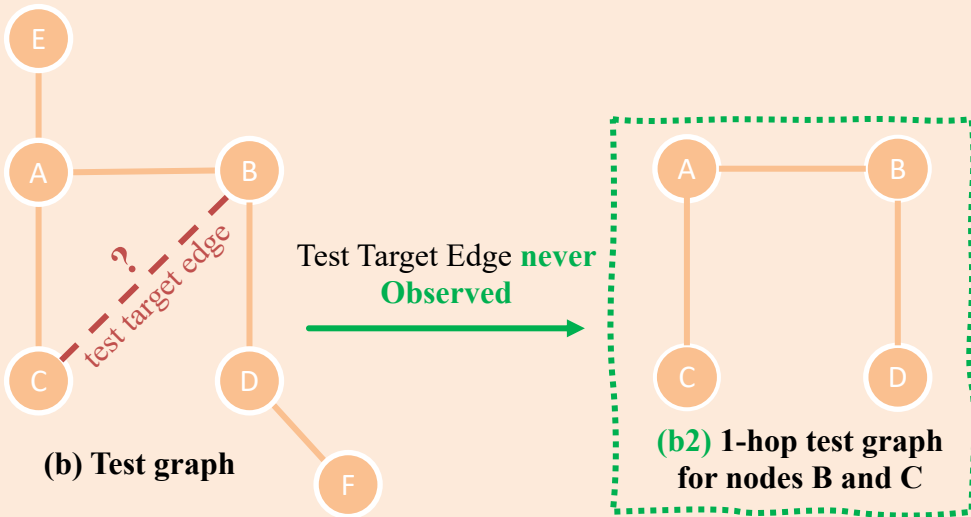 E
A
B
?
test target edge
C
D
F
(b) Test graph
Test Target Edge never
Observed
A
B
C
D
(b2) 1-hop test graph
for nodes B and C